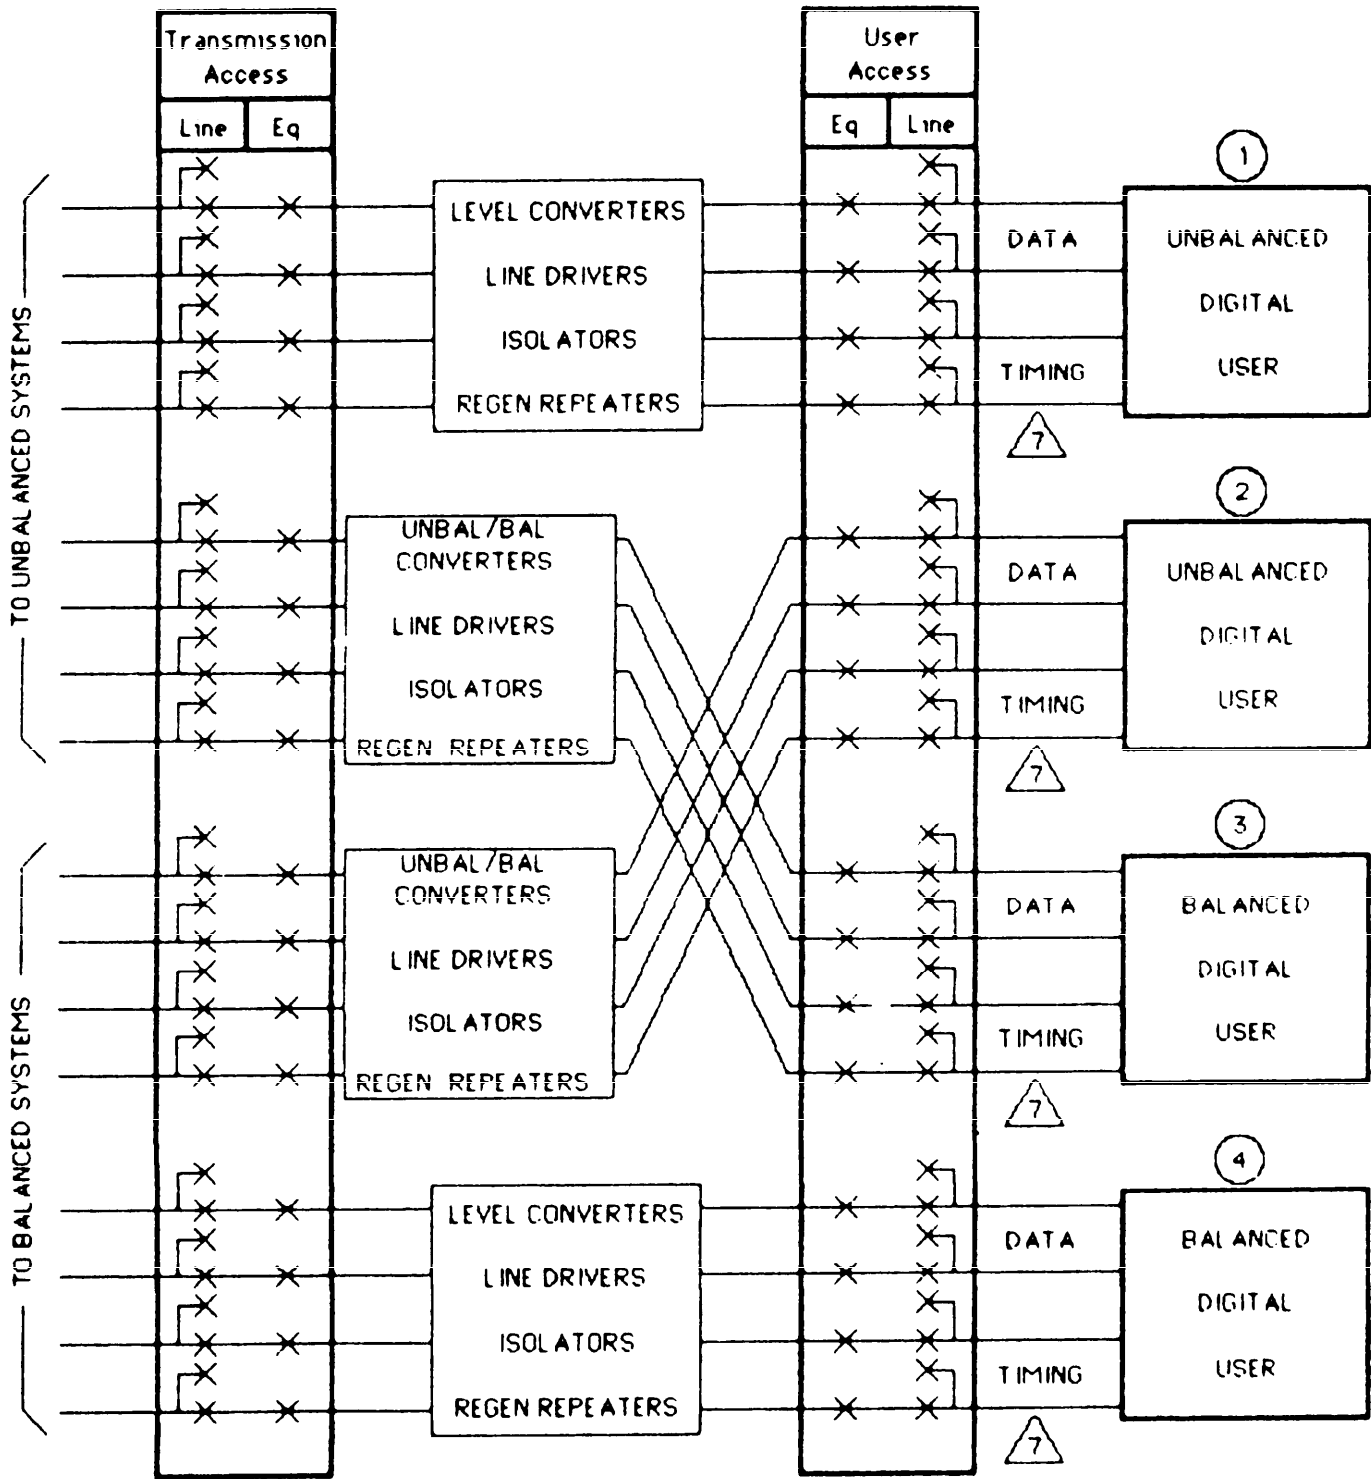 Transmission
Access
Line Eq
User
Access
Eq Line
TO UNBALANCED SYSTEMS
LEVEL CONVERTERS
LINE DRIVERS
ISOLATORS
REGEN REPEATERS
DATA
TIMING
7
1
UNBALANCED
DIGITAL
USER
UNBAL/BAL
CONVERTERS
LINE DRIVERS
ISOLATORS
REGEN REPEATERS
DATA
TIMING
7
2
UNBALANCED
DIGITAL
USER
TO BALANCED SYSTEMS
UNBAL/BAL
CONVERTERS
LINE DRIVERS
ISOLATORS
REGEN REPEATERS
DATA
TIMING
7
3
BALANCED
DIGITAL
USER
LEVEL CONVERTERS
LINE DRIVERS
ISOLATORS
REGEN REPEATERS
DATA
TIMING
7
4
BALANCED
DIGITAL
USER